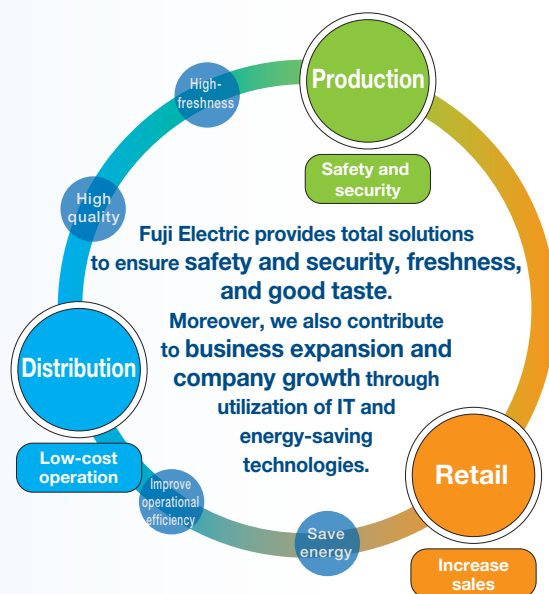 Production
Safety and
security
High-
freshness
High
quality
Fuji Electric provides total solutions
to ensure safety and security, freshness,
and good taste.
Moreover, we also contribute
to business expansion and
company growth through
utilization of IT and
energy-saving
technologies.
Distribution
Low-cost
operation
Improve
operational
efficiency
Save
energy
Retail
Increase
sales